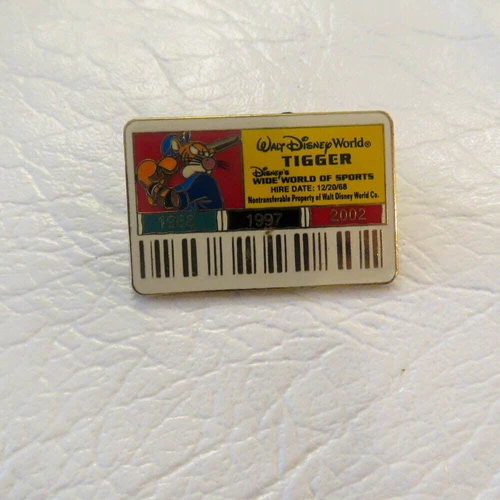 Walt Disney World®
TIGGER
Disney's
WIDE WORLD OF SPORTS
HIRE DATE: 12/20/68
Nontransferable Property of Walt Disney World Co.
1968 1997 2002